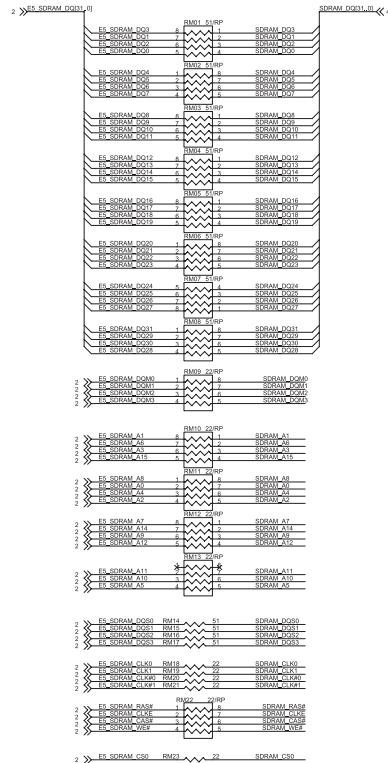 2 E5_SDRAM_DQ[31..0] SDRAM_DQ[31..0]
RM01 51/RP
E5_SDRAM_DQ3 8 1 SDRAM_DQ3
E5_SDRAM_DQ1 7 2 SDRAM_DQ1
E5_SDRAM_DQ2 6 3 SDRAM_DQ2
E5_SDRAM_DQ0 5 4 SDRAM_DQ0
RM02 51/RP
E5_SDRAM_DQ4 1 8 SDRAM_DQ4
E5_SDRAM_DQ5 2 7 SDRAM_DQ5
E5_SDRAM_DQ6 3 6 SDRAM_DQ6
E5_SDRAM_DQ7 4 5 SDRAM_DQ7
RM03 51/RP
E5_SDRAM_DQ8 8 1 SDRAM_DQ8
E5_SDRAM_DQ9 7 2 SDRAM_DQ9
E5_SDRAM_DQ10 6 3 SDRAM_DQ10
E5_SDRAM_DQ11 5 4 SDRAM_DQ11
RM04 51/RP
E5_SDRAM_DQ12 8 1 SDRAM_DQ12
E5_SDRAM_DQ13 7 2 SDRAM_DQ13
E5_SDRAM_DQ14 6 3 SDRAM_DQ14
E5_SDRAM_DQ15 5 4 SDRAM_DQ15
RM05 51/RP
E5_SDRAM_DQ16 8 1 SDRAM_DQ16
E5_SDRAM_DQ17 7 2 SDRAM_DQ17
E5_SDRAM_DQ18 6 3 SDRAM_DQ18
E5_SDRAM_DQ19 5 4 SDRAM_DQ19
RM06 51/RP
E5_SDRAM_DQ20 1 8 SDRAM_DQ20
E5_SDRAM_DQ21 2 7 SDRAM_DQ21
E5_SDRAM_DQ22 3 6 SDRAM_DQ22
E5_SDRAM_DQ23 4 5 SDRAM_DQ23
RM07 51/RP
E5_SDRAM_DQ24 5 4 SDRAM_DQ24
E5_SDRAM_DQ25 6 3 SDRAM_DQ25
E5_SDRAM_DQ26 7 2 SDRAM_DQ26
E5_SDRAM_DQ27 8 1 SDRAM_DQ27
RM08 51/RP
E5_SDRAM_DQ31 1 8 SDRAM_DQ31
E5_SDRAM_DQ29 2 7 SDRAM_DQ29
E5_SDRAM_DQ30 3 6 SDRAM_DQ30
E5_SDRAM_DQ28 4 5 SDRAM_DQ28
RM09 22/RP
2 E5_SDRAM_DQM0 1 8 SDRAM_DQM0
2 E5_SDRAM_DQM1 2 7 SDRAM_DQM1
2 E5_SDRAM_DQM2 3 6 SDRAM_DQM2
2 E5_SDRAM_DQM3 4 5 SDRAM_DQM3
RM10 22/RP
2 E5_SDRAM_A1 8 1 SDRAM_A1
2 E5_SDRAM_A6 7 2 SDRAM_A6
2 E5_SDRAM_A3 6 3 SDRAM_A3
2 E5_SDRAM_A15 5 4 SDRAM_A15
RM11 22/RP
2 E5_SDRAM_A8 1 8 SDRAM_A8
2 E5_SDRAM_A0 2 7 SDRAM_A0
2 E5_SDRAM_A4 3 6 SDRAM_A4
2 E5_SDRAM_A2 4 5 SDRAM_A2
RM12 22/RP
2 E5_SDRAM_A7 8 1 SDRAM_A7
2 E5_SDRAM_A14 7 2 SDRAM_A14
2 E5_SDRAM_A9 6 3 SDRAM_A9
2 E5_SDRAM_A12 5 4 SDRAM_A12
RM13 22/RP
2 E5_SDRAM_A11 2 7 SDRAM_A11
2 E5_SDRAM_A10 3 6 SDRAM_A10
2 E5_SDRAM_A5 4 5 SDRAM_A5
2 E5_SDRAM_DQS0 RM14 51 SDRAM_DQS0
2 E5_SDRAM_DQS1 RM15 51 SDRAM_DQS1
2 E5_SDRAM_DQS2 RM16 51 SDRAM_DQS2
2 E5_SDRAM_DQS3 RM17 51 SDRAM_DQS3
2 E5_SDRAM_CLK0 RM18 22 SDRAM_CLK0
2 E5_SDRAM_CLK1 RM19 22 SDRAM_CLK1
2 E5_SDRAM_CLK#0 RM20 22 SDRAM_CLK#0
2 E5_SDRAM_CLK#1 RM21 22 SDRAM_CLK#1
RM22 22/RP
2 E5_SDRAM_RAS# 1 8 SDRAM_RAS#
2 E5_SDRAM_CLKE 2 7 SDRAM_CLKE
2 E5_SDRAM_CAS# 3 6 SDRAM_CAS#
2 E5_SDRAM_WE# 4 5 SDRAM_WE#
2 E5_SDRAM_CS0 RM23 22 SDRAM_CS0